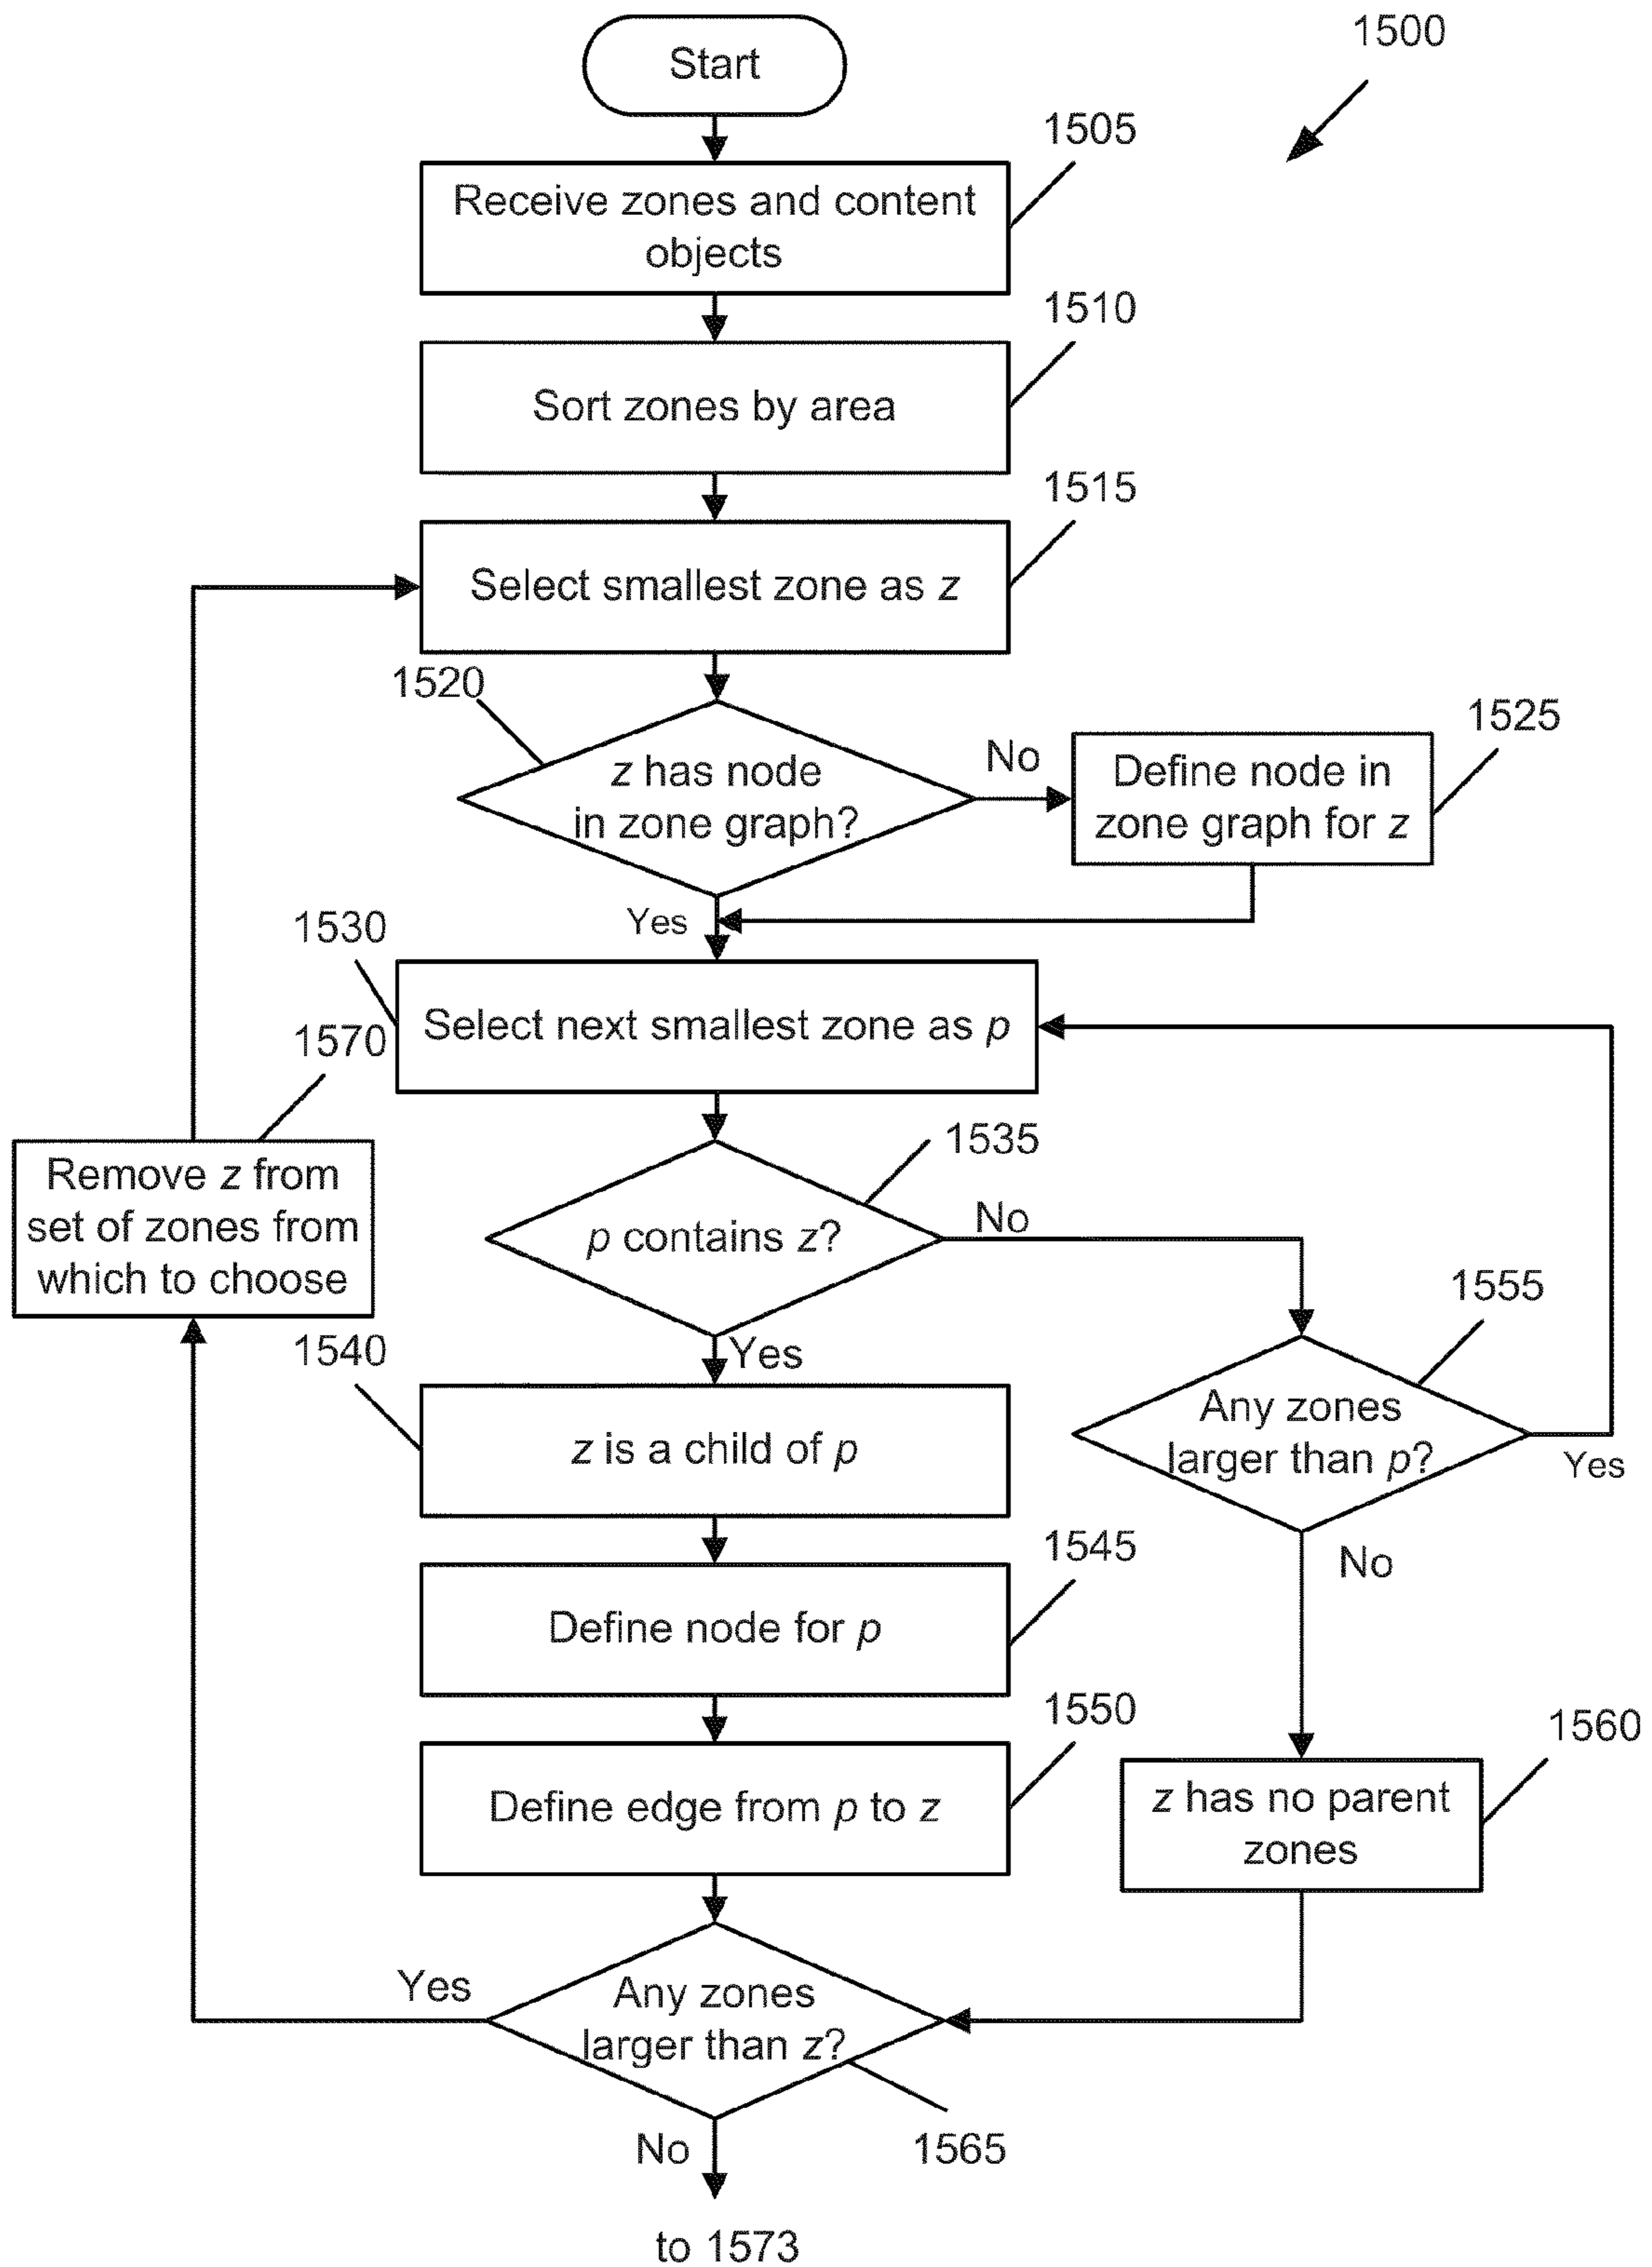 1500
Start
1505
Receive zones and content
objects
1510
Sort zones by area
1515
Select smallest zone as z
1520
z has node
in zone graph?
No
1525
Define node in
zone graph for z
Yes
1530
Select next smallest zone as p
1570
Remove z from
set of zones from
which to choose
1535
p contains z?
No
Yes
1555
Any zones
larger than p?
Yes
No
1540
z is a child of p
1545
Define node for p
1550
Define edge from p to z
1560
z has no parent
zones
Yes
Any zones
larger than z?
1565
No
to 1573